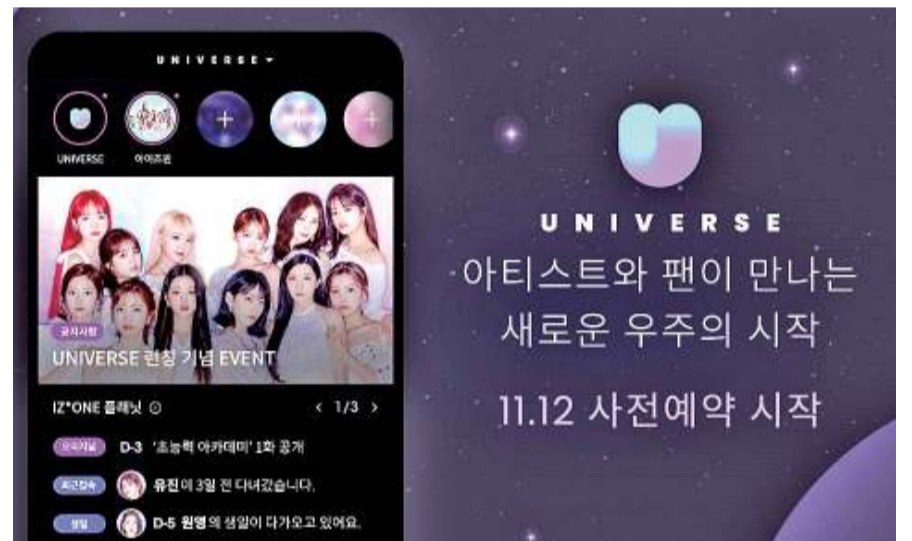 UNIVERSE
UNIVERSE
아이즈원
공지사항
UNIVERSE 런칭 기념 EVENT
IZ*ONE 플래닛
< 1/3 >
오리지널 D-3 '초능력 아카데미' 1화 공개
최근접속 유진이 3일 전 다녀갔습니다.
생일 D-5 원영의 생일이 다가오고 있어요.
UNIVERSE
아티스트와 팬이 만나는
새로운 우주의 시작
11.12 사전예약 시작